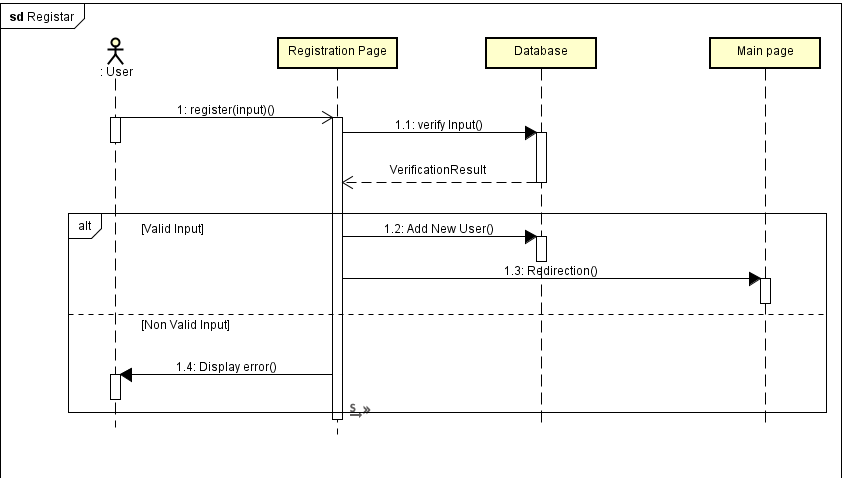 sd Registar
: User
Registration Page
Database
Main page
1: register(input)()
1.1: verify Input()
VerificationResult
alt
[Valid Input]
1.2: Add New User()
1.3: Redirection()
[Non Valid Input]
1.4: Display error()
S